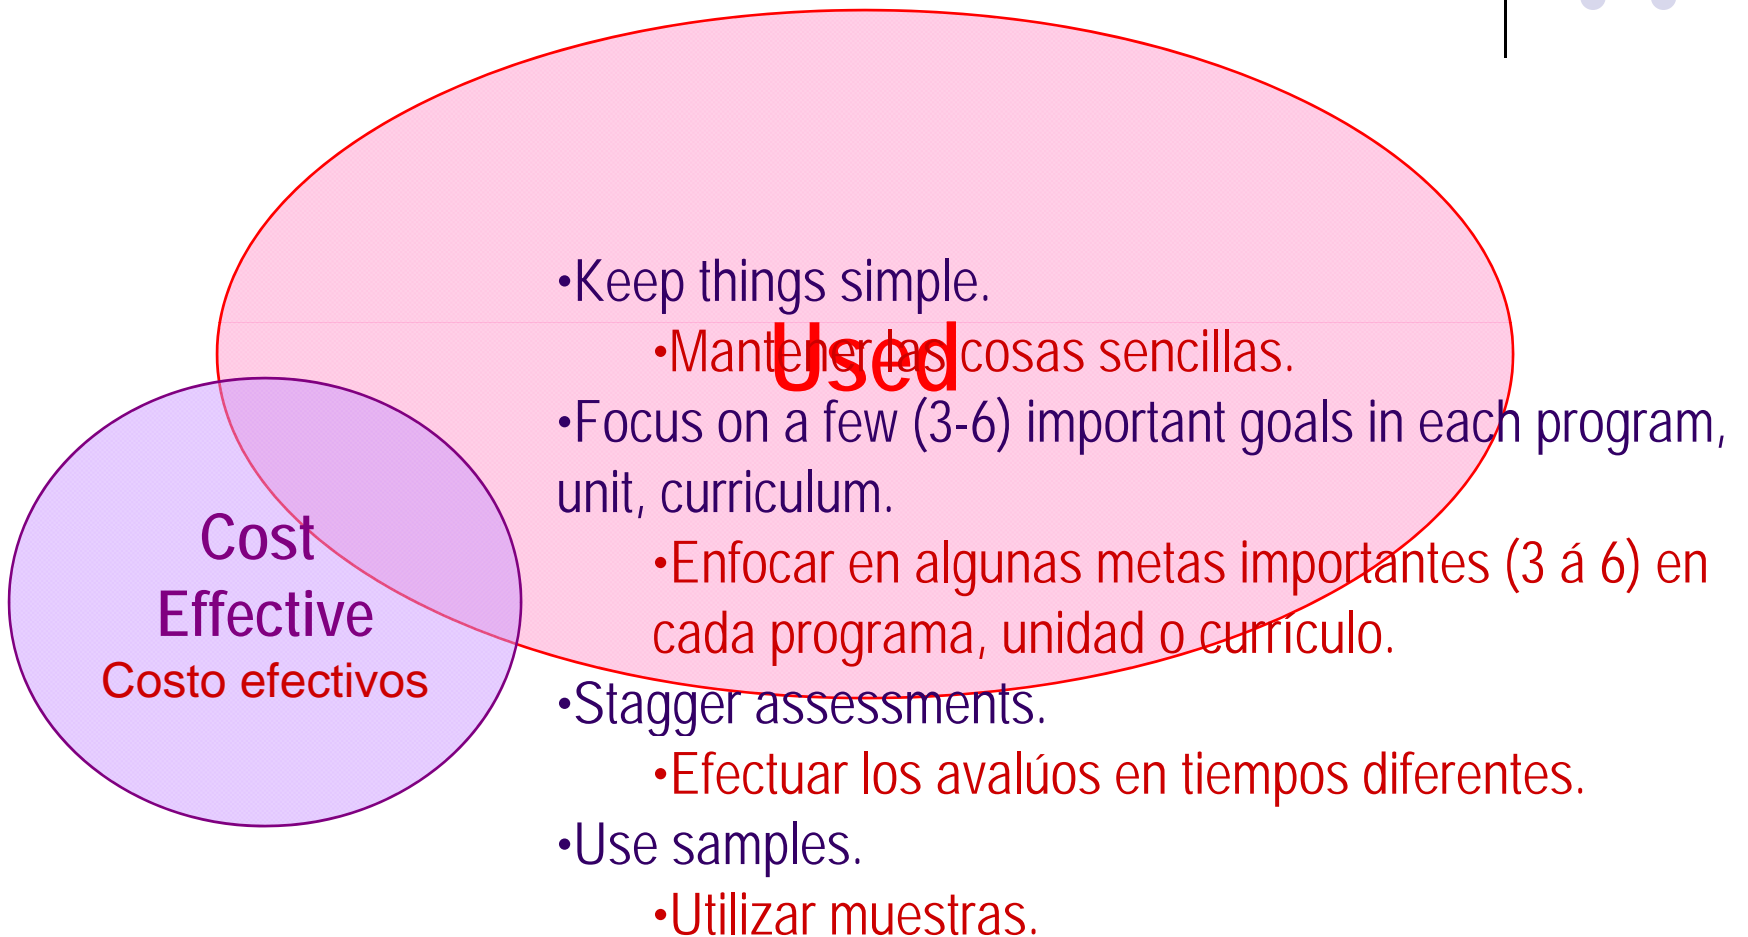 •Keep things simple.
Used
•Mantener las cosas sencillas.
•Focus on a few (3-6) important goals in each program,
unit, curriculum.
•Enfocar en algunas metas importantes (3 á 6) en
cada programa, unidad o currículo.
•Stagger assessments.
•Efectuar los avalúos en tiempos diferentes.
•Use samples.
•Utilizar muestras.
Cost
Effective
Costo efectivos